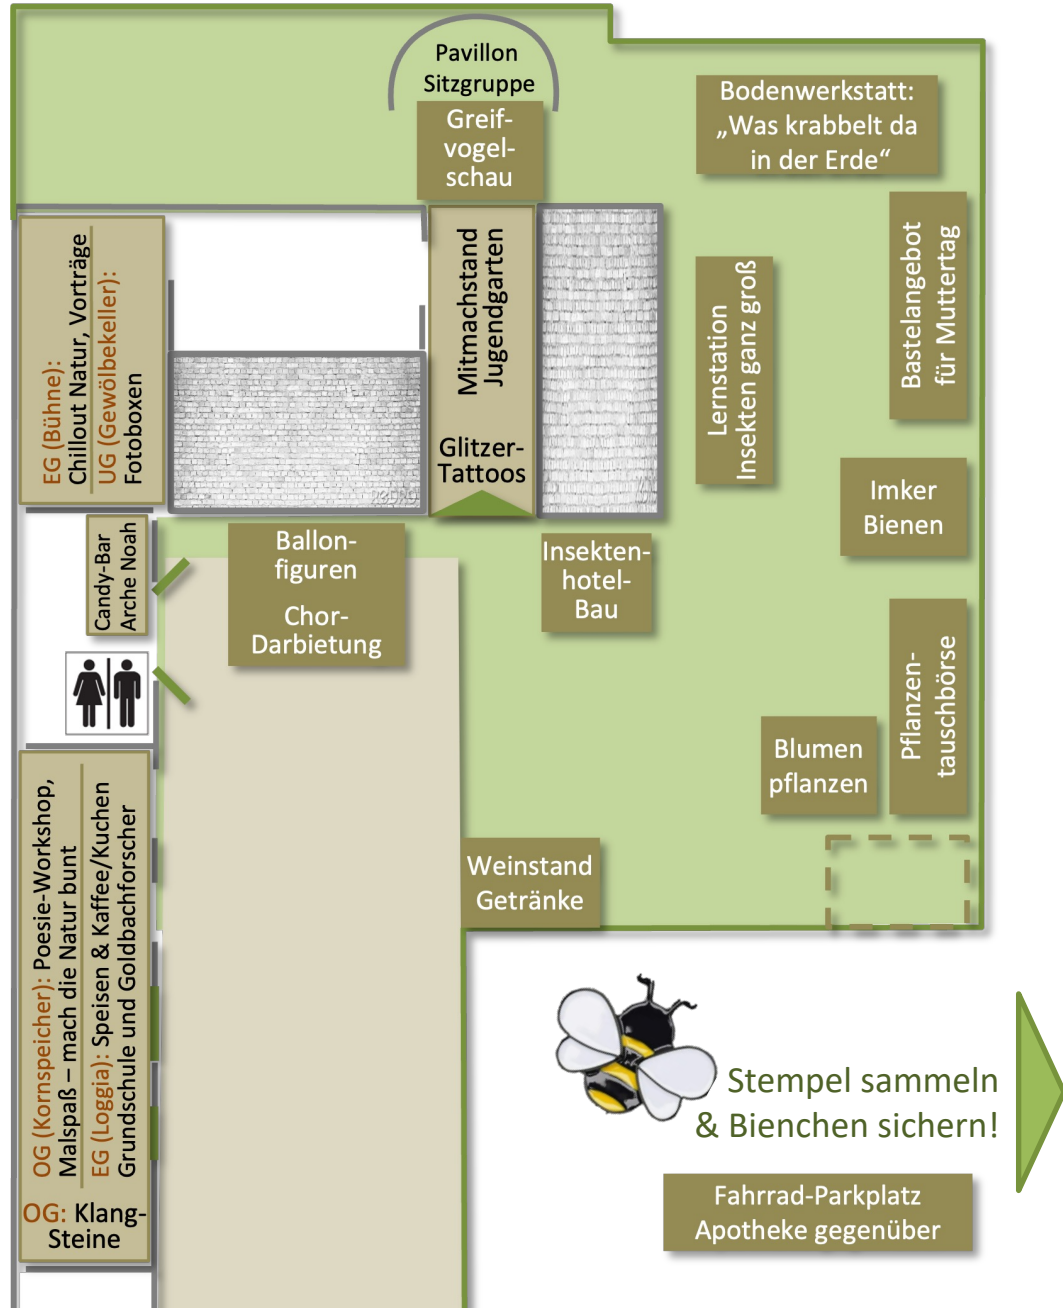 Pavillon
Sitzgruppe
Greif-
vogel-
schau
Bodenwerkstatt:
„Was krabbelt da
in der Erde“
EG (Bühne):
Chillout Natur, Vorträge
UG (Gewölbekeller):
Fotoboxen
Mitmachstand
Jugendgarten
Glitzer-
Tattoos
Lernstation
Insekten ganz groß
Bastelangebot
für Muttertag
Imker
Bienen
Candy-Bar
Arche Noah
Ballon-
figuren
Chor-
Darbietung
Insekten-
hotel-
Bau
Pflanzen-
tauschbörse
Blumen
pflanzen
Weinstand
Getränke
OG (Kornspeicher): Poesie-Workshop,
Malspaß – mach die Natur bunt
EG (Loggia): Speisen & Kaffee/Kuchen
Grundschule und Goldbachforscher
OG: Klang-
Steine
Stempel sammeln
& Bienchen sichern!
Fahrrad-Parkplatz
Apotheke gegenüber